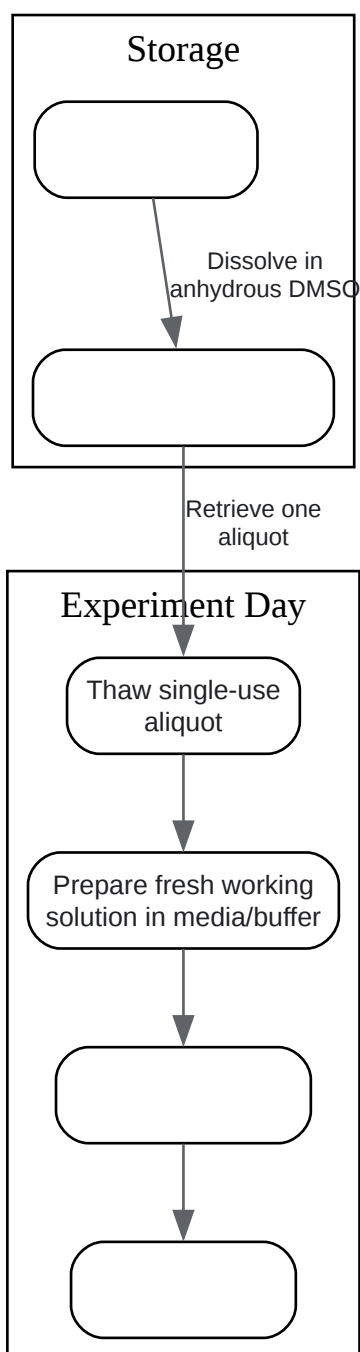 Storage
Dissolve in
anhydrous DMSO
Retrieve one
aliquot
Experiment Day
Thaw single-use
aliquot
Prepare fresh working
solution in media/buffer